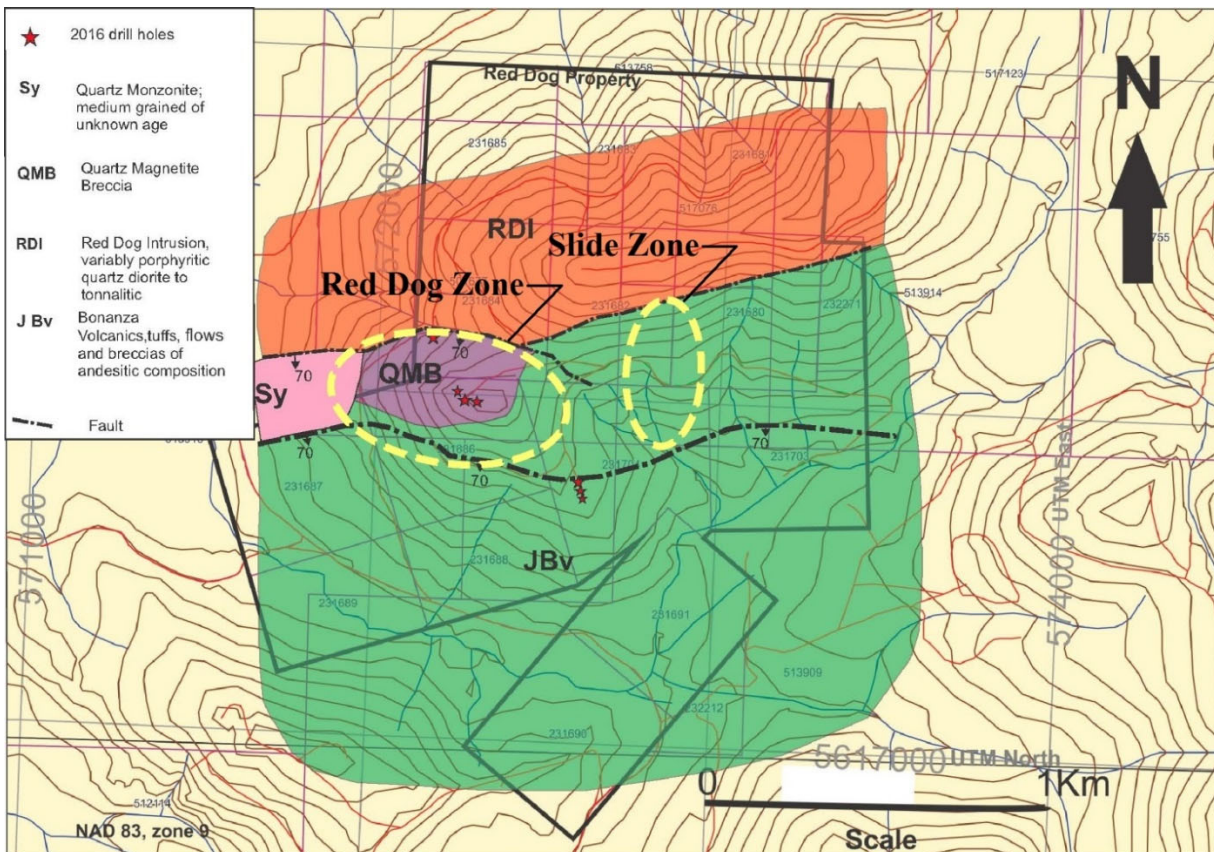 2016 drill holes
Sy
Quartz Monzonite;
medium grained of
unknown age
QMB
Quartz Magnetite
Breccia
RDI
Red Dog Intrusion,
variably porphyritic
quartz diorite to
tonnalitic
J Bv
Bonanza
Volcanics,tuffs, flows
and breccias of
andesitic composition
Fault
513758
Red Dog Property
517123
N
231685
231683
231681
572000
517076
RDI
Slide Zone
Red Dog Zone
231684
231682
231680
232271
513914
70
70
QMB
Sy
231686
70
70
70
231703
231687
571000
574000 UTM East
231688
JBv
231689
231691
513909
232212
231690
5617000 UTM North
0
1Km
512114
NAD 83, zone 9
Scale